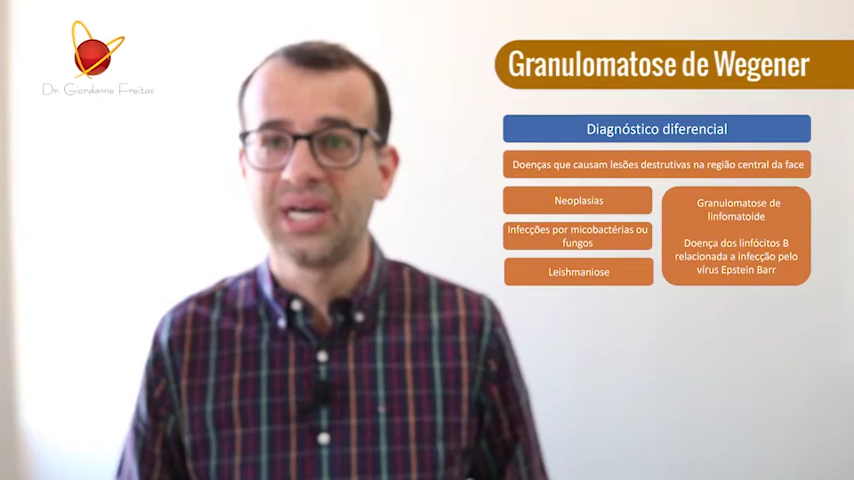 Dr. Giordanne Freitas
Granulomatose de Wegener
Diagnóstico diferencial
Doenças que causam lesões destrutivas na região central da face
Neoplasias
Infecções por micobactérias ou
fungos
Leishmaniose
Granulomatose de
linfomatoide
Doença dos linfócitos B
relacionada a infecção pelo
vírus Epstein Barr